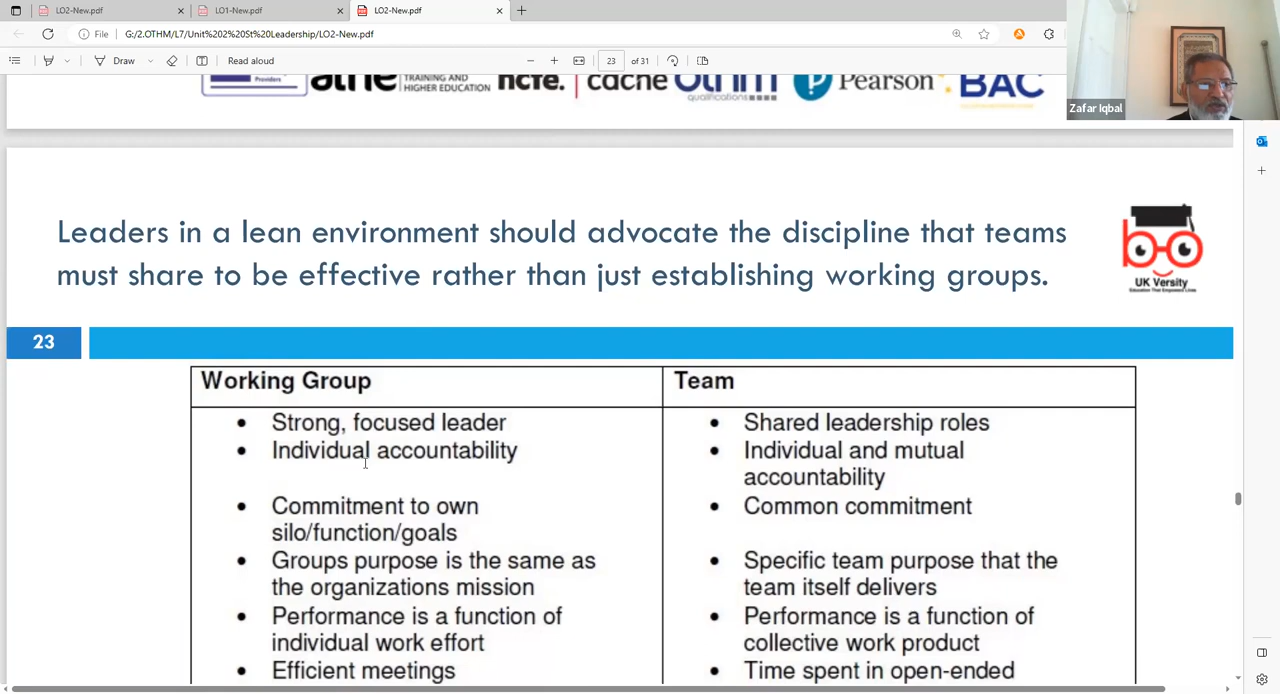 LO2-New.pdf
LO1-New.pdf
LO2-New.pdf
File
G:/2.OTHM/L7/Unit%202%20St%20Leadership/LO2-New.pdf
Draw
Read aloud
23
of 31
Zafar Iqbal
Providers
TRAINING AND
HIGHER EDUCATION
ncfe.
cache
othm
qualifications
Pearson
BAC
Leaders in a lean environment should advocate the discipline that teams
must share to be effective rather than just establishing working groups.
UK Versity
23
Working Group
Team
• Strong, focused leader
• Shared leadership roles
• Individual accountability
• Individual and mutual
accountability
• Commitment to own
silo/function/goals
• Common commitment
• Groups purpose is the same as
the organizations mission
• Specific team purpose that the
team itself delivers
• Performance is a function of
individual work effort
• Performance is a function of
collective work product
• Efficient meetings
• Time spent in open-ended